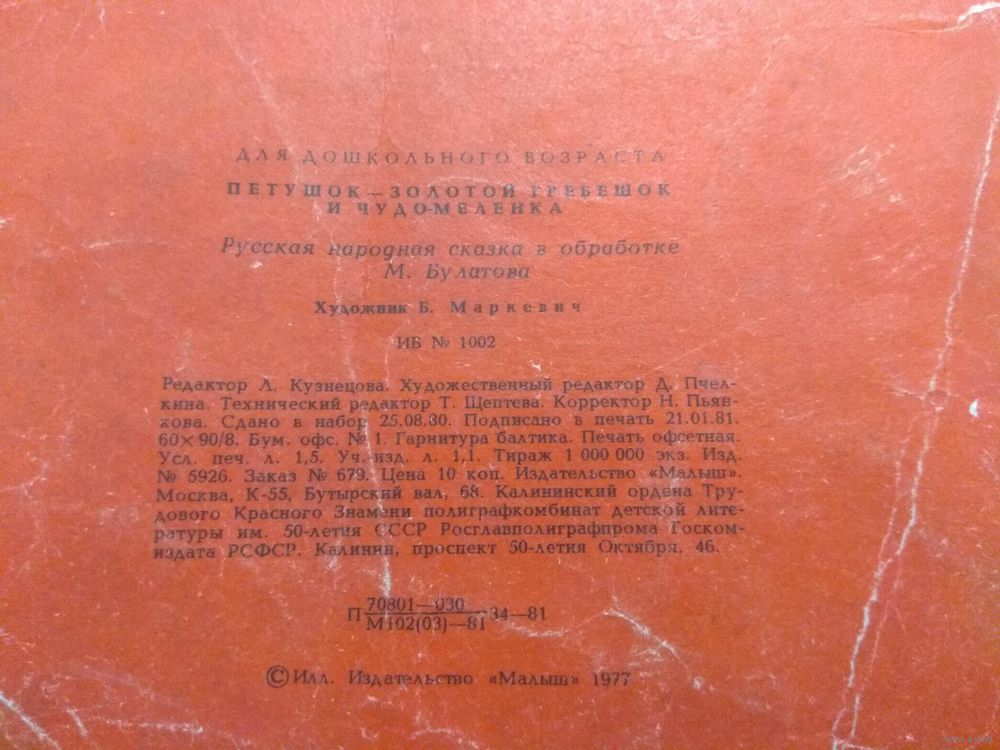 ДЛЯ ДОШКОЛЬНОГО ВОЗРАСТА
ПЕТУШОК — ЗОЛОТОЙ ГРЕБЕШОК
И ЧУДО-МЕЛЕНКА
Русская народная сказка в обработке
М. Булатова
Художник Б. Маркевич
ИБ № 1002
Редактор Л. Кузнецова. Художественный редактор Д. Пчел-
кина. Технический редактор Т. Щептева. Корректор Н. Пьян-
кова. Сдано в набор 25.08.80. Подписано в печать 21.01.81.
60×90/8. Бум. офс. № 1. Гарнитура балтика. Печать офсетная.
Усл. печ. л. 1,5. Уч.-изд. л. 1,1. Тираж 1 000 000 экз. Изд.
№ 5926. Заказ № 679. Цена 10 коп. Издательство «Малыш».
Москва, К-55, Бутырский вал, 68. Калининский ордена Тру-
дового Красного Знамени полиграфкомбинат детской лите-
ратуры им. 50-летия СССР Росглавполиграфпрома Госком-
издата РСФСР. Калинин, проспект 50-летия Октября, 46.
П 70801—030 34—81
М102(03)—81
© Илл. Издательство «Малыш» 1977